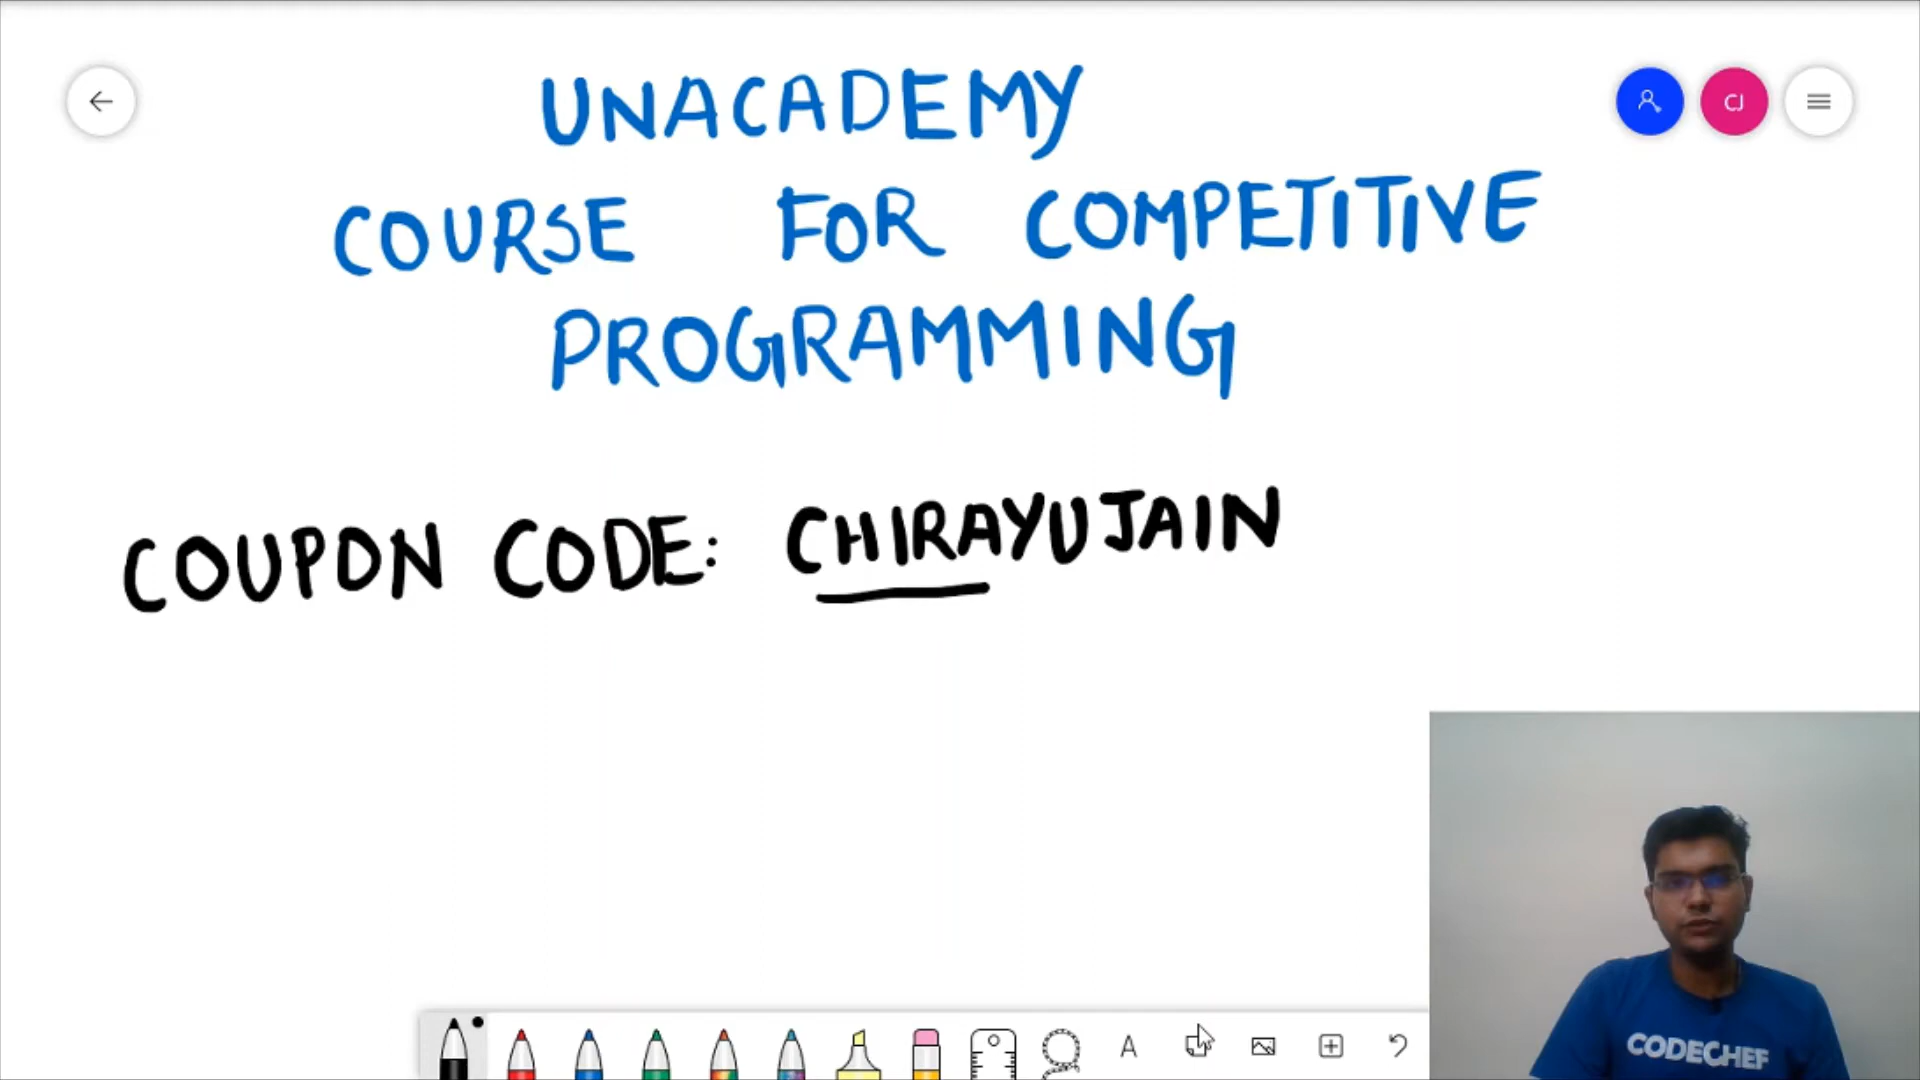 UNACADEMY
CJ
COURSE FOR COMPETITIVE
PROGRAMMING
COUPON CODE: CHIRAYUJAIN
A
CODECHEF